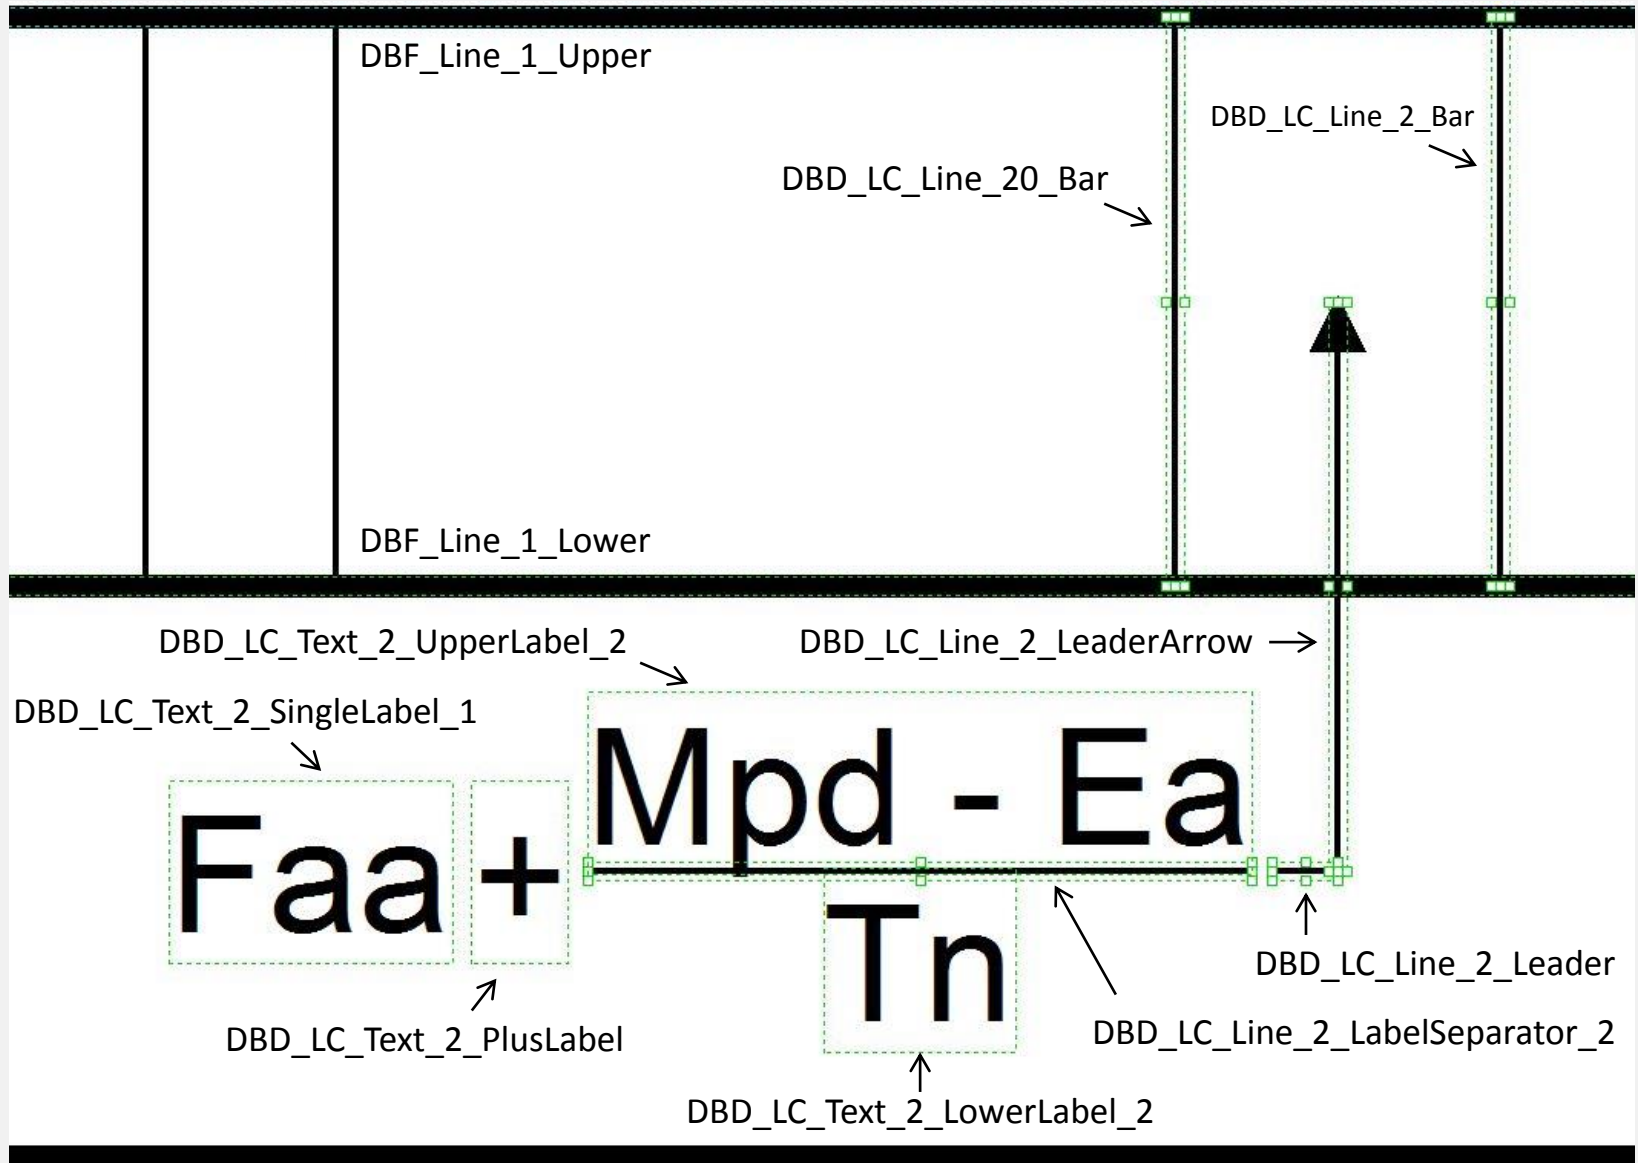 DBF_Line_1_Upper
DBD_LC_Line_2_Bar
DBD_LC_Line_20_Bar
DBF_Line_1_Lower
DBD_LC_Text_2_UpperLabel_2
DBD_LC_Line_2_LeaderArrow
DBD_LC_Text_2_SingleLabel_1
Mpd - Ea
Faa +
Tn
DBD_LC_Line_2_Leader
DBD_LC_Text_2_PlusLabel
DBD_LC_Line_2_LabelSeparator_2
DBD_LC_Text_2_LowerLabel_2